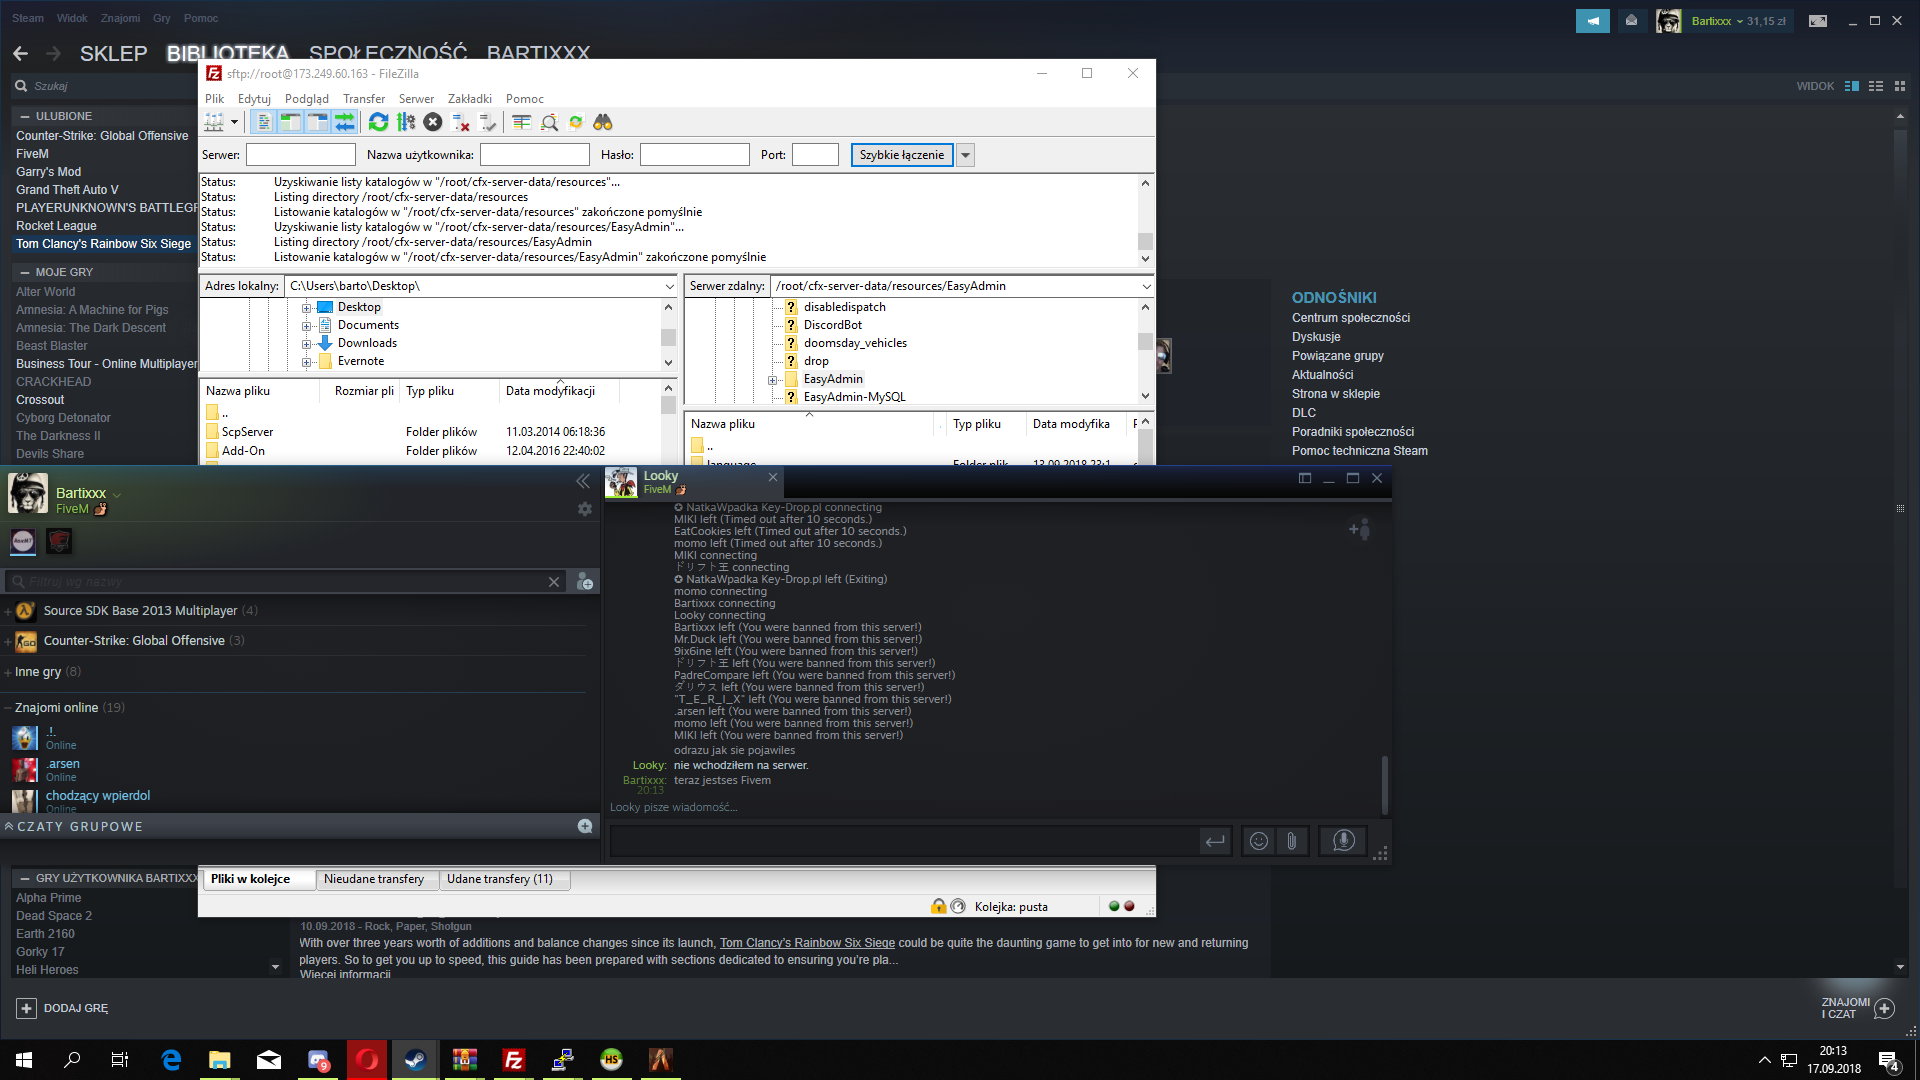 Steam Widok Znajomi Gry Pomoc
Bartixxx 31,15 zł
SKLEP BIBLIOTEKA SPOŁECZNOŚĆ BARTIXXX
Szukaj
WIDOK
ULUBIONE
Counter-Strike: Global Offensive
FiveM
Garry's Mod
Grand Theft Auto V
PLAYERUNKNOWN'S BATTLEGR
Rocket League
Tom Clancy's Rainbow Six Siege
MOJE GRY
Alter World
Amnesia: A Machine for Pigs
Amnesia: The Dark Descent
Beast Blaster
Business Tour - Online Multiplayer
CRACKHEAD
Crossout
Cyborg Detonator
The Darkness II
Devils Share
sftp://root@173.249.60.163 - FileZilla
Plik Edytuj Podgląd Transfer Serwer Zakładki Pomoc
Serwer: Nazwa użytkownika: Hasło: Port: Szybkie łączenie
Status: Uzyskiwanie listy katalogów w "/root/cfx-server-data/resources"...
Status: Listing directory /root/cfx-server-data/resources
Status: Listowanie katalogów w "/root/cfx-server-data/resources" zakończone pomyślnie
Status: Uzyskiwanie listy katalogów w "/root/cfx-server-data/resources/EasyAdmin"...
Status: Listing directory /root/cfx-server-data/resources/EasyAdmin
Status: Listowanie katalogów w "/root/cfx-server-data/resources/EasyAdmin" zakończone pomyślnie
Adres lokalny: C:\Users\barto\Desktop\
Desktop
Documents
Downloads
Evernote
Nazwa pliku Rozmiar pli Typ pliku Data modyfikacji
..
ScpServer Folder plików 11.03.2014 06:18:36
Add-On Folder plików 12.04.2016 22:40:02
Serwer zdalny: /root/cfx-server-data/resources/EasyAdmin
disabledispatch
DiscordBot
doomsday_vehicles
drop
EasyAdmin
EasyAdmin-MySQL
Nazwa pliku Typ pliku Data modyfika
..
language Folder plik 13.09.2018 23:1
ODNOŚNIKI
Centrum społeczności
Dyskusje
Powiązane grupy
Aktualności
Strona w sklepie
DLC
Poradniki społeczności
Pomoc techniczna Steam
Bartixxx
FiveM
Filtruj wg nazwy
Source SDK Base 2013 Multiplayer (4)
Counter-Strike: Global Offensive (3)
Inne gry (8)
Znajomi online (19)
.!.
Online
.arsen
Online
chodzący wpierdol
Online
CZATY GRUPOWE
Looky
FiveM
✪ NatkaWpadka Key-Drop.pl connecting
MIKI left (Timed out after 10 seconds.)
EatCookies left (Timed out after 10 seconds.)
momo left (Timed out after 10 seconds.)
MIKI connecting
ドリフト王 connecting
✪ NatkaWpadka Key-Drop.pl left (Exiting)
momo connecting
Bartixxx connecting
Looky connecting
Bartixxx left (You were banned from this server!)
Mr.Duck left (You were banned from this server!)
9ix6ine left (You were banned from this server!)
ドリフト王 left (You were banned from this server!)
PadreCompare left (You were banned from this server!)
ダリウス left (You were banned from this server!)
"T_E_R_I_X" left (You were banned from this server!)
.arsen left (You were banned from this server!)
momo left (You were banned from this server!)
MIKI left (You were banned from this server!)
odrazu jak sie pojawiles
Looky: nie wchodziłem na serwer.
Bartixxx: teraz jestses Fivem
20:13
Looky pisze wiadomość...
Pliki w kolejce Nieudane transfery Udane transfery (11)
Kolejka: pusta
GRY UŻYTKOWNIKA BARTIXXX
Alpha Prime
Dead Space 2
Earth 2160
Gorky 17
Heli Heroes
10.09.2018 - Rock, Paper, Shotgun
With over three years worth of additions and balance changes since its launch, Tom Clancy's Rainbow Six Siege could be quite the daunting game to get into for new and returning
players. So to get you up to speed, this guide has been prepared with sections dedicated to ensuring you're pla...
Więcej informacji
DODAJ GRĘ
ZNAJOMI
I CZAT
9
HS
20:13
17.09.2018
4